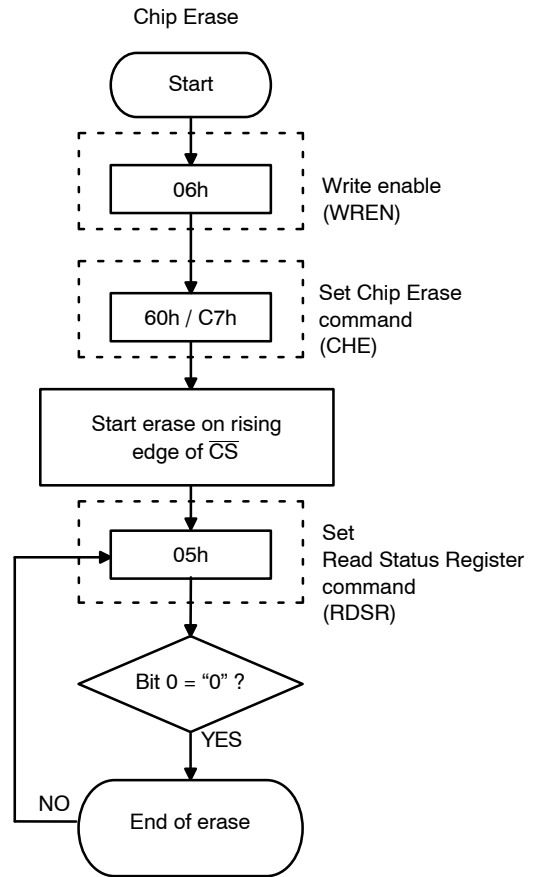 Chip Erase
Start
06h
Write enable
(WREN)
60h / C7h
Set Chip Erase
command
(CHE)
Start erase on rising
edge of C̅S̅
05h
Set
Read Status Register
command
(RDSR)
Bit 0 = “0” ?
YES
NO
End of erase